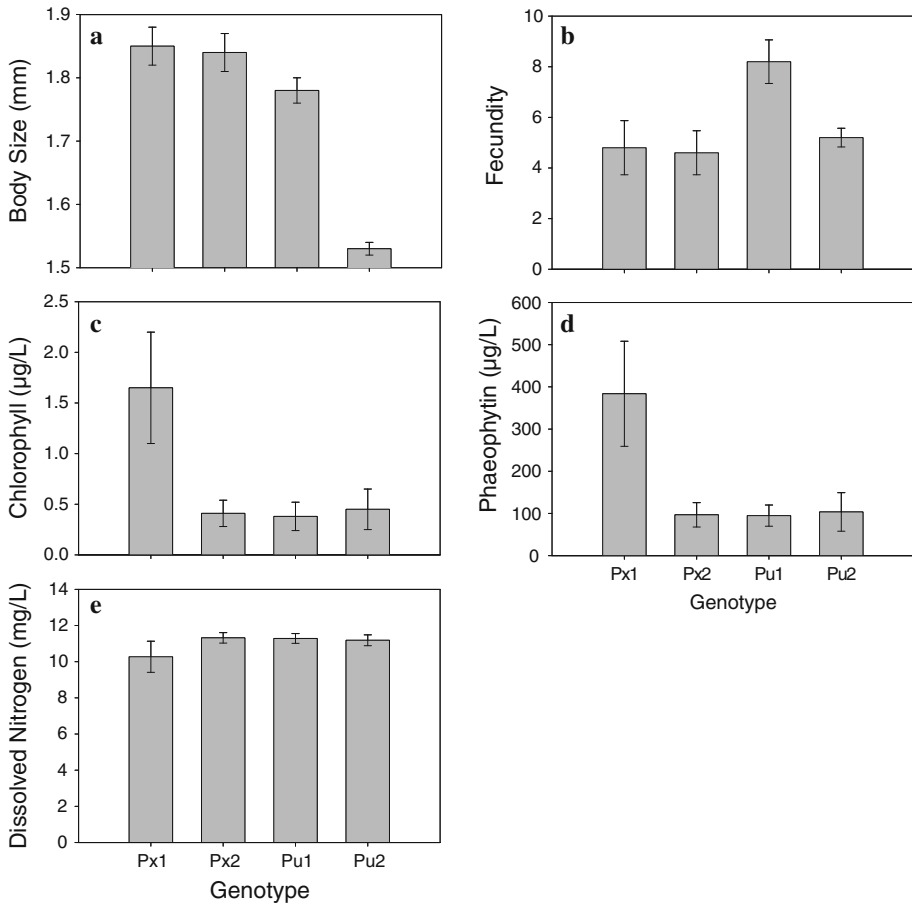 a
Body Size (mm)
1.9
1.8
1.7
1.6
1.5
b
Fecundity
10
8
6
4
2
0
c
Chlorophyll (µg/L)
2.5
2.0
1.5
1.0
0.5
0.0
d
Phaeophytin (µg/L)
600
500
400
300
200
100
0
Px1 Px2 Pu1 Pu2
Genotype
e
Dissolved Nitrogen (mg/L)
14
12
10
8
6
4
2
0
Px1 Px2 Pu1 Pu2
Genotype